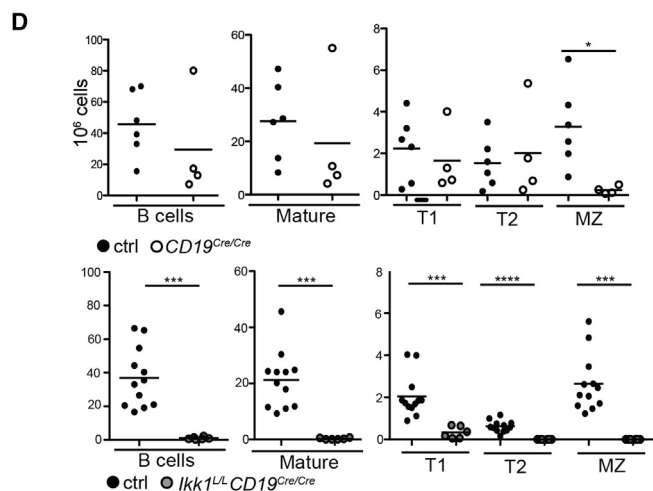 D
10⁶ cells
100
80
60
40
20
0
60
40
20
0
8
6
4
2
0
*
B cells
Mature
T1
T2
MZ
ctrl CD19Cre/Cre
100
80
60
40
20
0
60
40
20
0
8
6
4
2
0
*** *** *** **** ***
B cells
Mature
T1
T2
MZ
ctrl Ikk1L/L CD19Cre/Cre